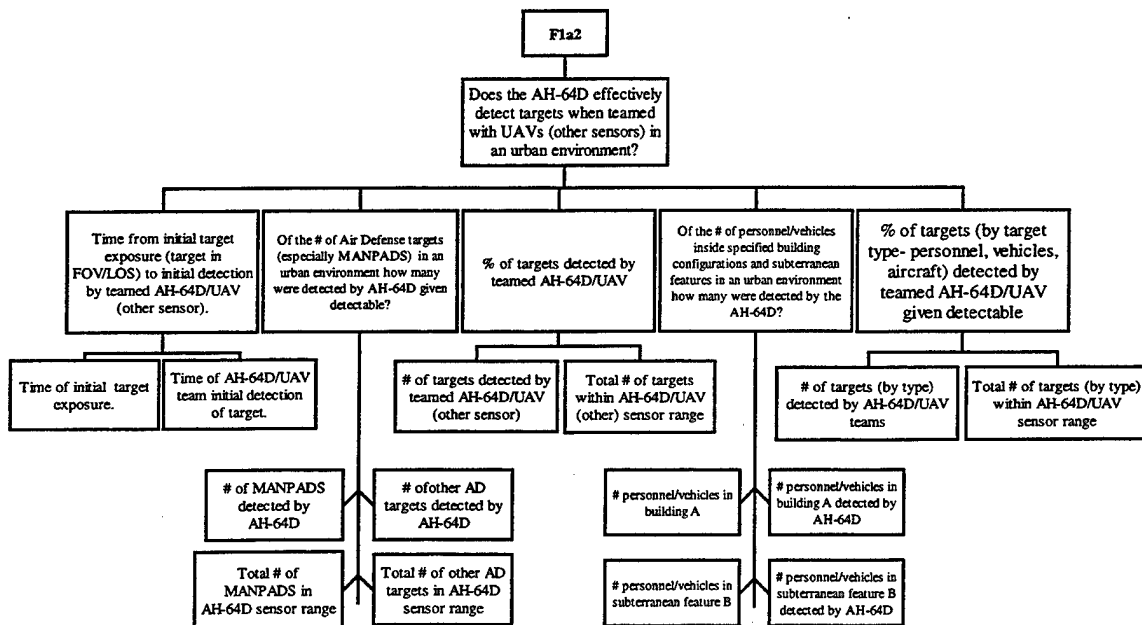 F1a2
Does the AH-64D effectively
detect targets when teamed
with UAVs (other sensors) in
an urban environment?
Time from initial target
exposure (target in
FOV/LOS) to initial detection
by teamed AH-64D/UAV
(other sensor).
Of the # of Air Defense targets
(especially MANPADS) in an
urban environment how many
were detected by AH-64D given
detectable?
% of targets detected by
teamed AH-64D/UAV
Of the # of personnel/vehicles
inside specified building
configurations and subterranean
features in an urban environment
how many were detected by the
AH-64D?
% of targets (by target
type- personnel, vehicles,
aircraft) detected by
teamed AH-64D/UAV
given detectable
Time of initial target
exposure.
Time of AH-64D/UAV
team initial detection
of target.
# of targets detected by
teamed AH-64D/UAV
(other sensor)
Total # of targets
within AH-64D/UAV
(other) sensor range
# of targets (by type)
detected by AH-64D/UAV
teams
Total # of targets (by type)
within AH-64D/UAV
sensor range
# of MANPADS
detected by
AH-64D
# of other AD
targets detected by
AH-64D
# personnel/vehicles in
building A
# personnel/vehicles in
building A detected by
AH-64D
Total # of
MANPADS in
AH-64D sensor range
Total # of other AD
targets in AH-64D
sensor range
# personnel/vehicles in
subterranean feature B
# personnel/vehicles in
subterranean feature B
detected by AH-64D